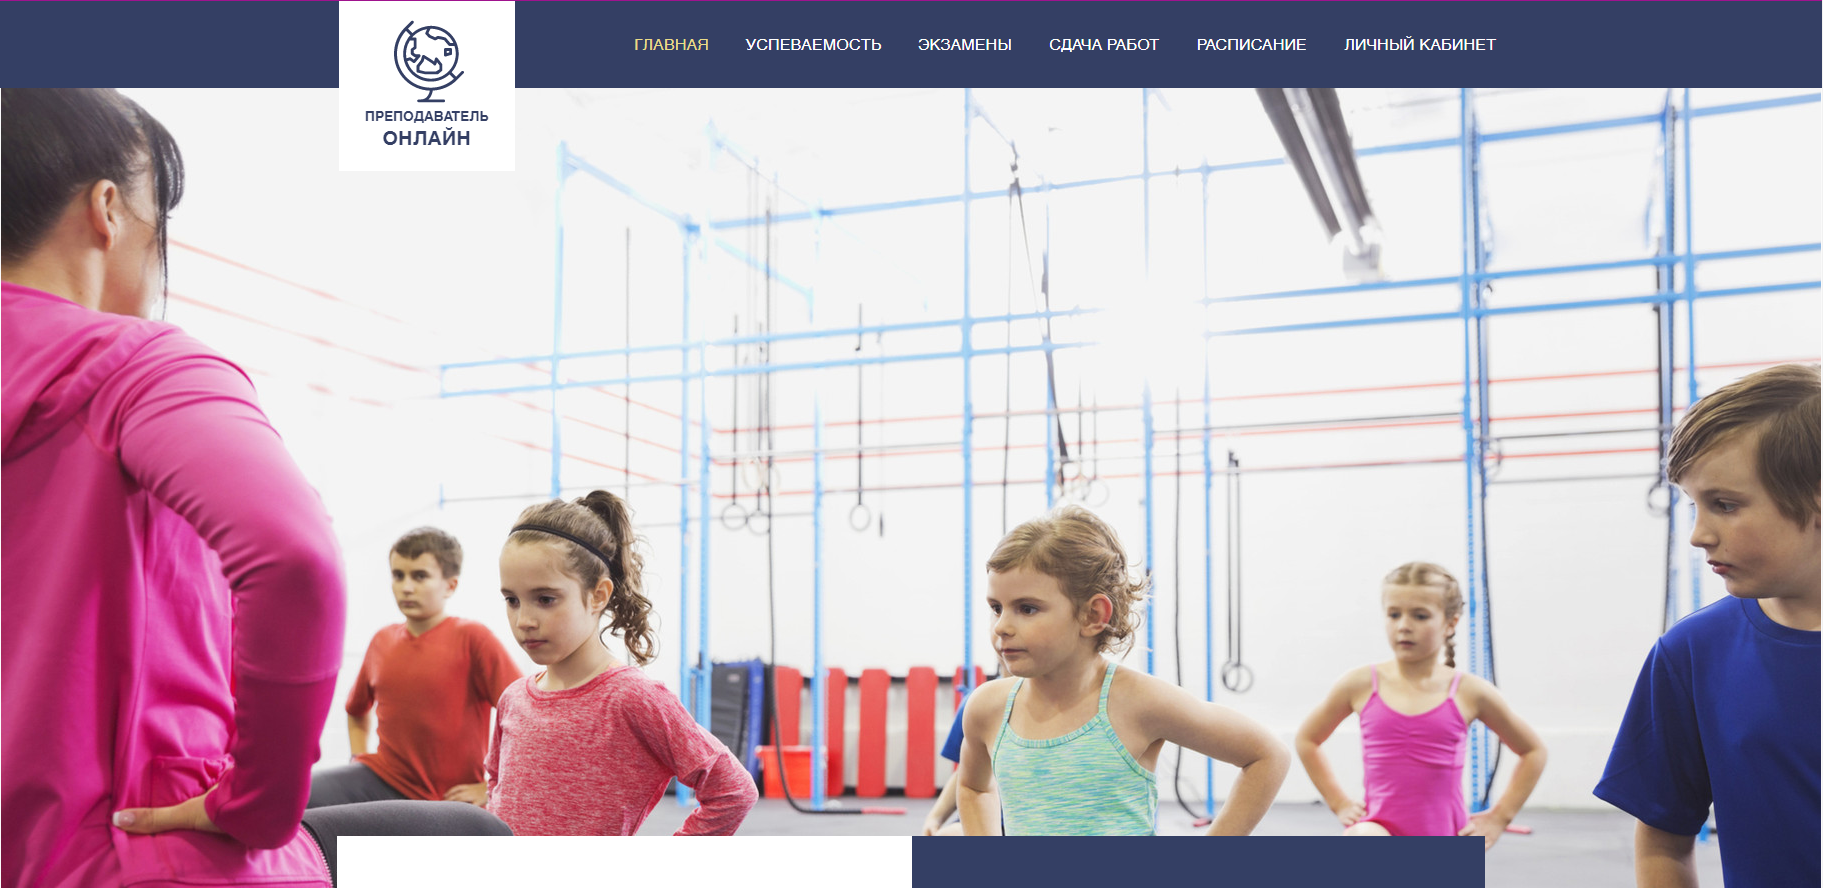 ПРЕПОДАВАТЕЛЬ
ОНЛАЙН
ГЛАВНАЯ УСПЕВАЕМОСТЬ ЭКЗАМЕНЫ СДАЧА РАБОТ РАСПИСАНИЕ ЛИЧНЫЙ КАБИНЕТ